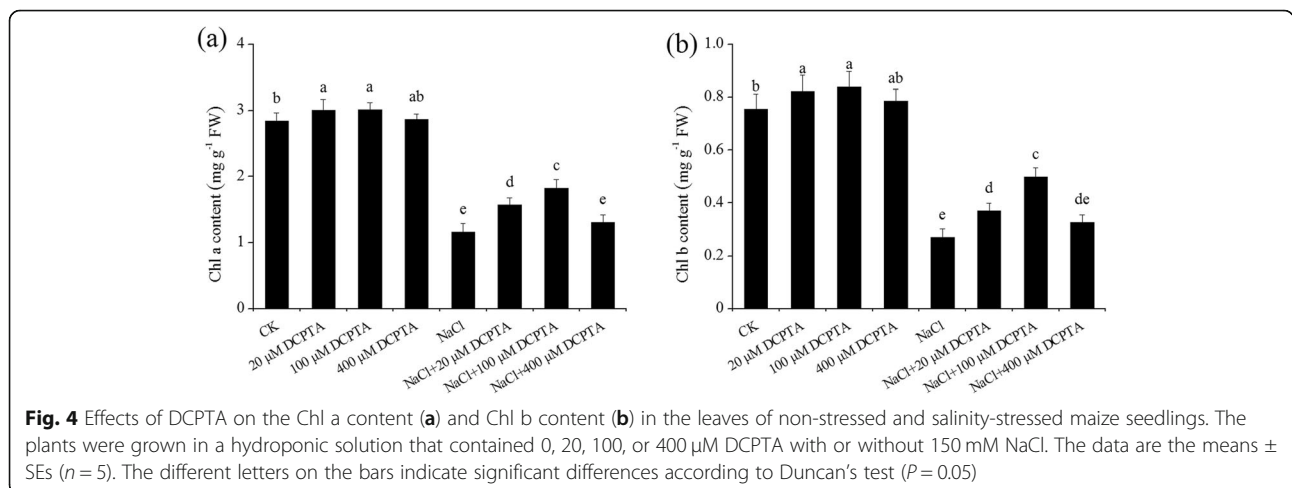 (a)
4
3
2
1
0
Chl a content (mg g⁻¹ FW)
b
a
a
ab
e
d
c
e
CK
20 μM DCPTA
100 μM DCPTA
400 μM DCPTA
NaCl
NaCl+20 μM DCPTA
NaCl+100 μM DCPTA
NaCl+400 μM DCPTA
(b)
1.0
0.8
0.6
0.4
0.2
0
Chl b content (mg g⁻¹ FW)
b
a
a
ab
e
d
c
de
CK
20 μM DCPTA
100 μM DCPTA
400 μM DCPTA
NaCl
NaCl+20 μM DCPTA
NaCl+100 μM DCPTA
NaCl+400 μM DCPTA
Fig. 4 Effects of DCPTA on the Chl a content (a) and Chl b content (b) in the leaves of non-stressed and salinity-stressed maize seedlings. The
plants were grown in a hydroponic solution that contained 0, 20, 100, or 400 μM DCPTA with or without 150 mM NaCl. The data are the means ±
SEs (n = 5). The different letters on the bars indicate significant differences according to Duncan's test (P = 0.05)